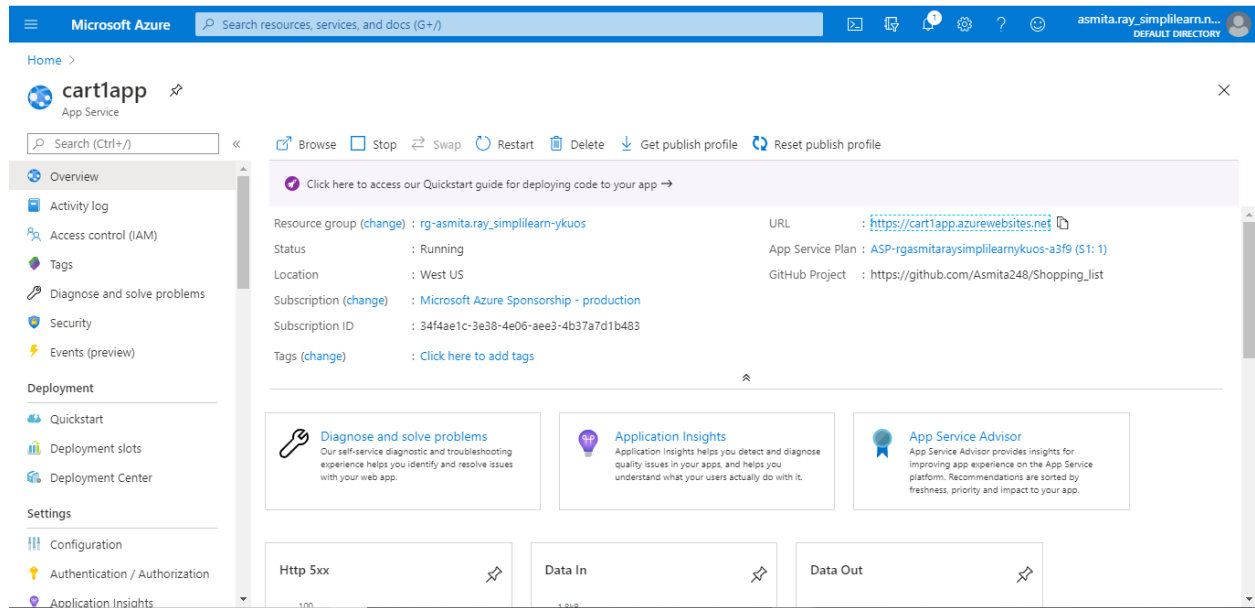 Microsoft Azure
Search resources, services, and docs (G+/)
1
asmita.ray_simplilearn.n...
DEFAULT DIRECTORY
Home >
cart1app
App Service
Search (Ctrl+/)
«
Browse Stop Swap Restart Delete Get publish profile Reset publish profile
Overview
Activity log
Access control (IAM)
Tags
Diagnose and solve problems
Security
Events (preview)
Deployment
Quickstart
Deployment slots
Deployment Center
Settings
Configuration
Authentication / Authorization
Application Insights
Click here to access our Quickstart guide for deploying code to your app →
Resource group (change) : rg-asmita.ray_simplilearn-ykuos
Status : Running
Location : West US
Subscription (change) : Microsoft Azure Sponsorship - production
Subscription ID : 34f4ae1c-3e38-4e06-aee3-4b37a7d1b483
Tags (change) : Click here to add tags
URL : https://cart1app.azurewebsites.net
App Service Plan : ASP-rgasmitaraysimplilearnykuos-a3f9 (S1: 1)
GitHub Project : https://github.com/Asmita248/Shopping_list
Diagnose and solve problems
Our self-service diagnostic and troubleshooting
experience helps you identify and resolve issues
with your web app.
Application Insights
Application Insights helps you detect and diagnose
quality issues in your apps, and helps you
understand what your users actually do with it.
App Service Advisor
App Service Advisor provides insights for
improving app experience on the App Service
platform. Recommendations are sorted by
freshness, priority and impact to your app.
Http 5xx
100
Data In
Data Out